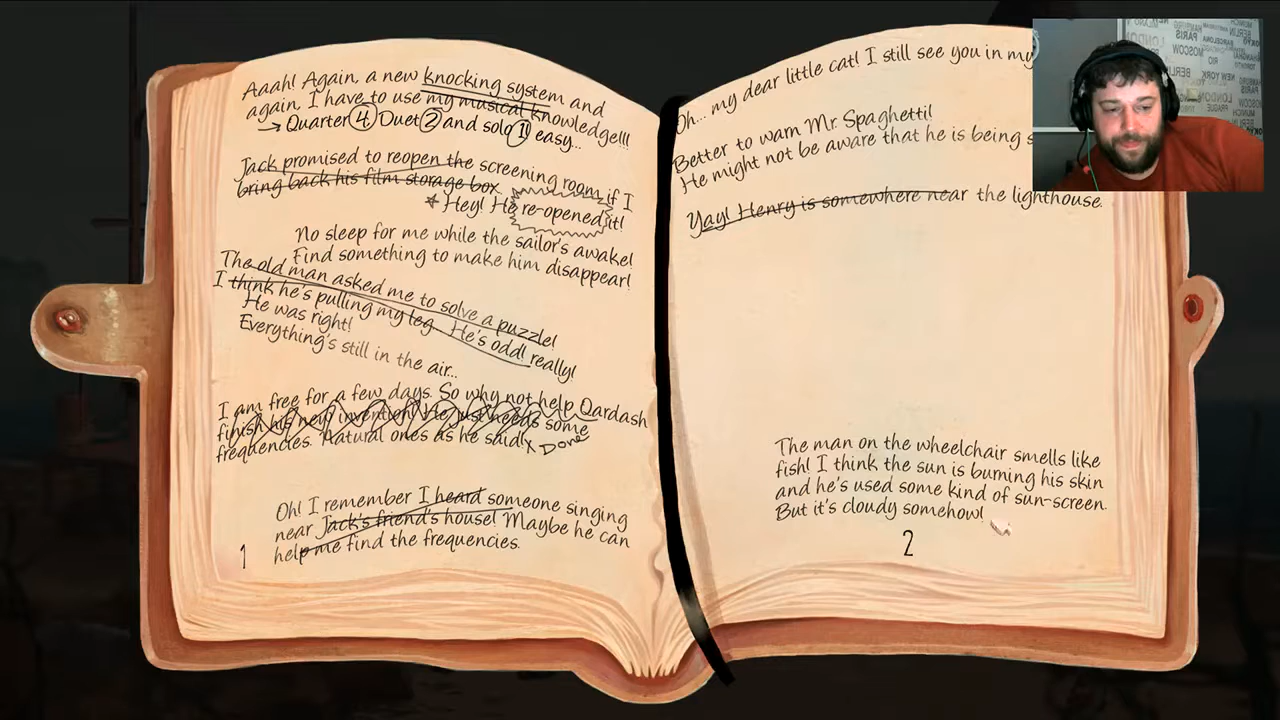 Aaah! Again, a new knocking system and
again, I have to use my musical knowledge!!!
→ Quarter 4 Duet 2 and solo 1 easy...
Jack promised to reopen the screening room if I
bring back his film storage box.
* Hey! He re-opened it!
No sleep for me while the sailor's awake!
Find something to make him disappear!
The old man asked me to solve a puzzle!
I think he's pulling my leg. He's odd! really!
He was right!
Everything's still in the air...
I am free for a few days. So why not help Qardash
finish his new invention. He just needs some
frequencies. Natural ones as he said! x Done
Oh! I remember I heard someone singing
near Jack's friend's house! Maybe he can
help me find the frequencies.
1
Oh... my dear little cat! I still see you in my
Better to warn Mr. Spaghetti!
He might not be aware that he is being
Yay! Henry is somewhere near the lighthouse.
The man on the wheelchair smells like
fish! I think the sun is burning his skin
and he's used some kind of sun-screen.
But it's cloudy somehow!
2
LONDON
MOSCOW
BERLIN
PARIS
RIO
NEW YORK